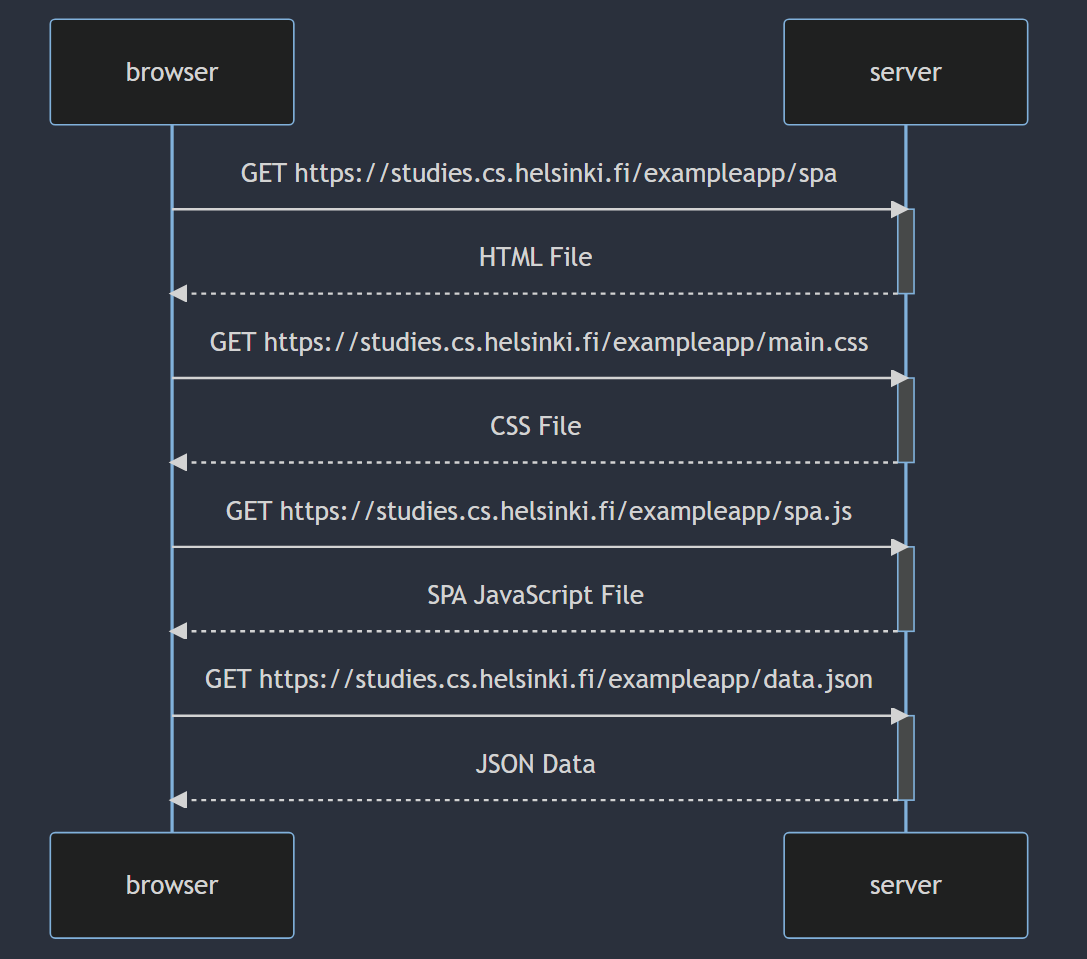 browser
server
GET https://studies.cs.helsinki.fi/exampleapp/spa
HTML File
GET https://studies.cs.helsinki.fi/exampleapp/main.css
CSS File
GET https://studies.cs.helsinki.fi/exampleapp/spa.js
SPA JavaScript File
GET https://studies.cs.helsinki.fi/exampleapp/data.json
JSON Data
browser
server